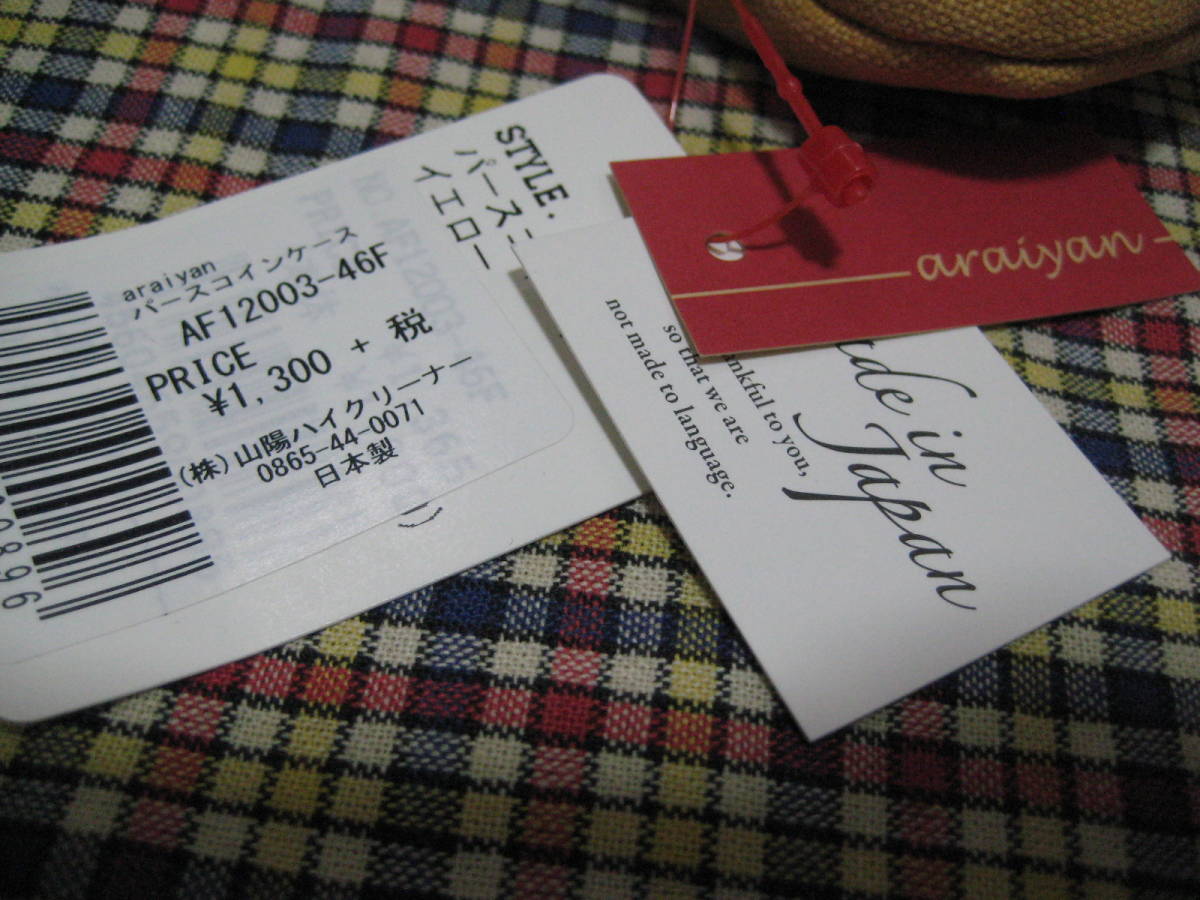 STYLE.
パース
イエロー
araiyan
パースコインケース
AF12003-46F
PRICE
¥1,300 + 税
(株)山陽ハイクリーナー
0865-44-0071
日本製
araiyan
in
Japan
to you,
so that we are
not made to language.